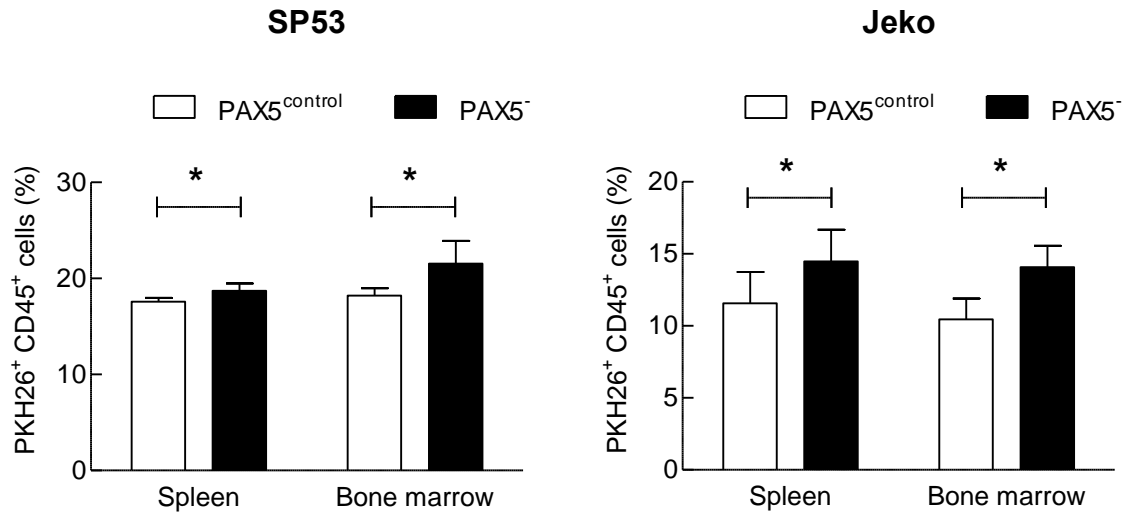 SP53
PAX5control PAX5-
PKH26+ CD45+ cells (%)
30
20
10
0
* *
Spleen Bone marrow
Jeko
PAX5control PAX5-
PKH26+ CD45+ cells (%)
20
15
10
5
0
* *
Spleen Bone marrow